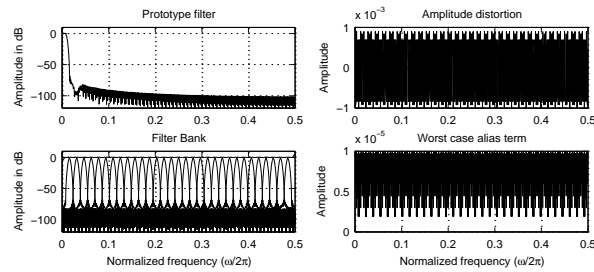 Prototype filter
Amplitude in dB
0
−50
−100
0 0.1 0.2 0.3 0.4 0.5
Amplitude distortion
x 10⁻³
Amplitude
1
0
−1
0 0.1 0.2 0.3 0.4 0.5
Filter Bank
Amplitude in dB
0
−50
−100
0 0.1 0.2 0.3 0.4 0.5
Normalized frequency (ω/2π)
Worst case alias term
x 10⁻⁵
Amplitude
1
0.5
0
0 0.1 0.2 0.3 0.4 0.5
Normalized frequency (ω/2π)